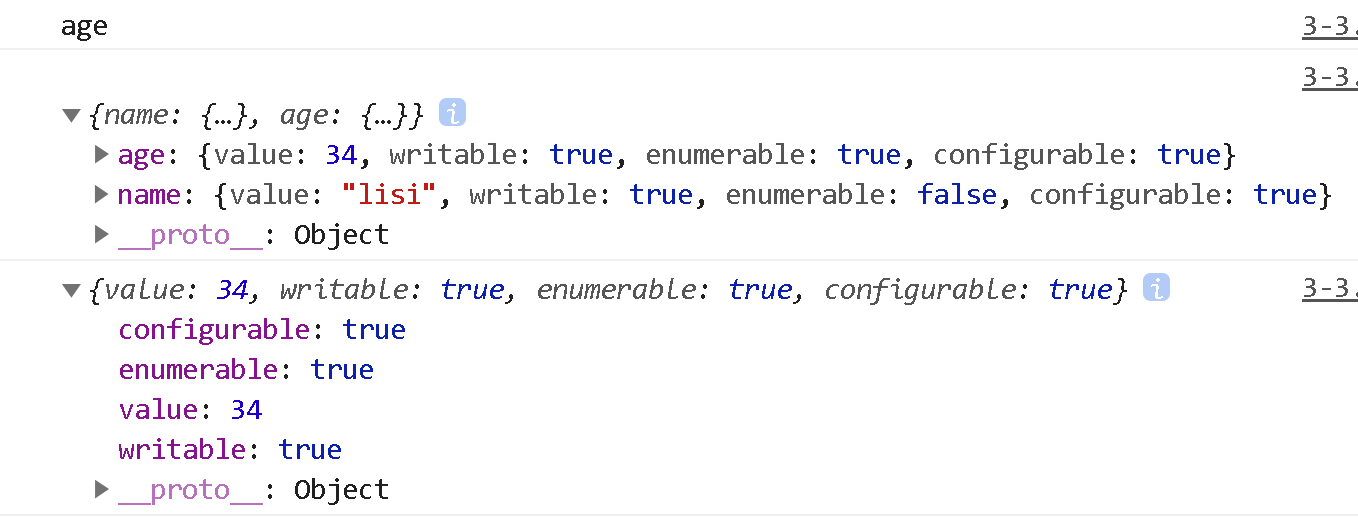 age 3-3.
3-3.
{name: {…}, age: {…}} i
age: {value: 34, writable: true, enumerable: true, configurable: true}
name: {value: "lisi", writable: true, enumerable: false, configurable: true}
__proto__: Object
{value: 34, writable: true, enumerable: true, configurable: true} i 3-3.
configurable: true
enumerable: true
value: 34
writable: true
__proto__: Object